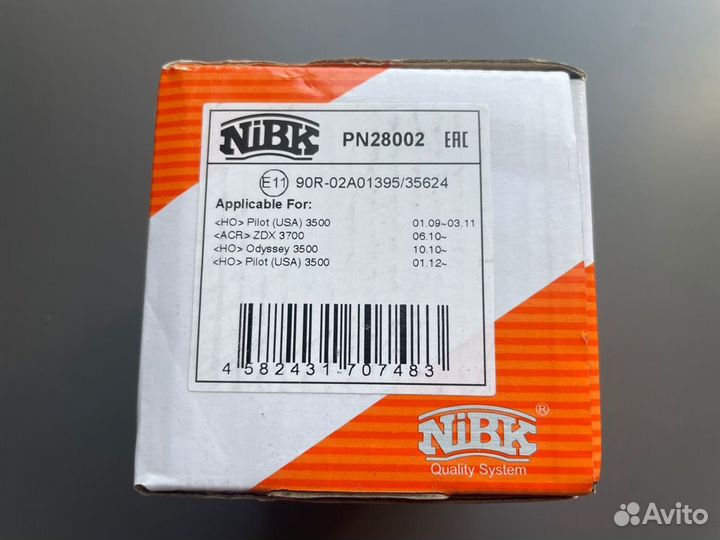 NiBK PN28002 EAC
E11 90R-02A01395/35624
Applicable For:
<HO> Pilot (USA) 3500 01.09~03.11
<ACR> ZDX 3700 06.10~
<HO> Odyssey 3500 10.10~
<HO> Pilot (USA) 3500 01.12~
4 582431 707483
NiBK ®
Quality System
Avito